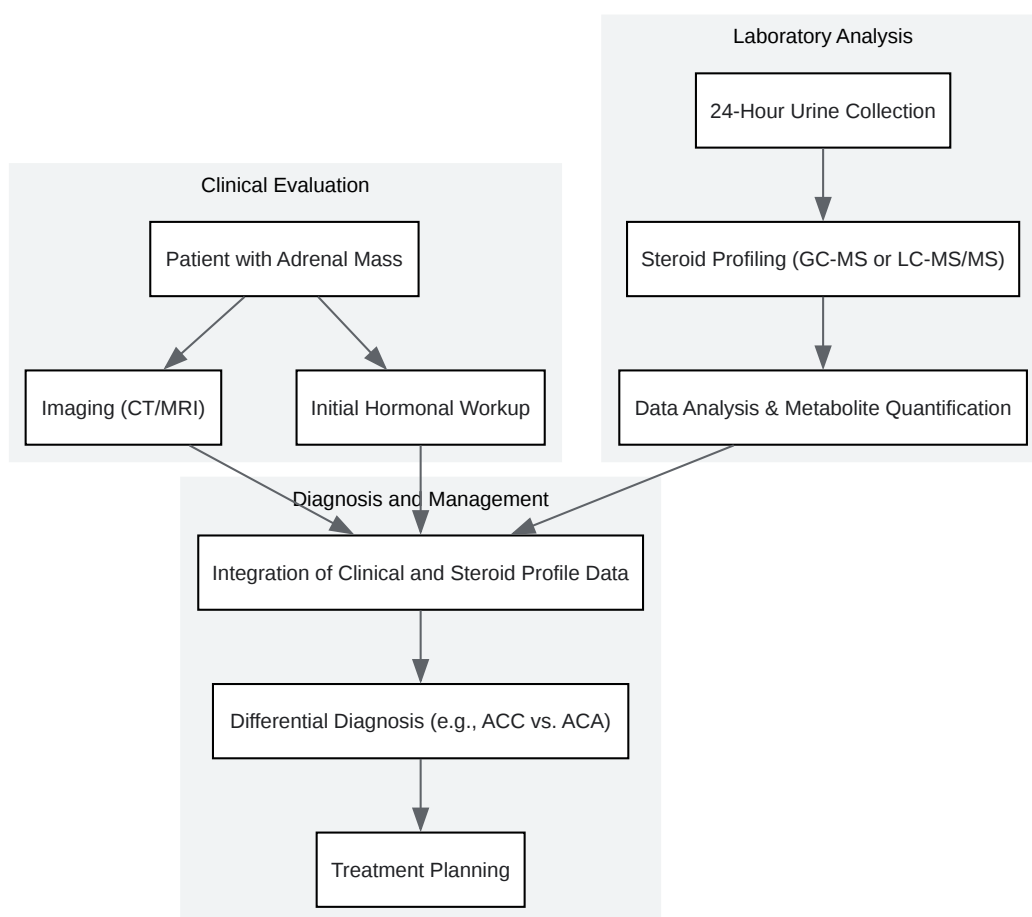 Laboratory Analysis
24-Hour Urine Collection
Clinical Evaluation
Patient with Adrenal Mass
Steroid Profiling (GC-MS or LC-MS/MS)
Imaging (CT/MRI)
Initial Hormonal Workup
Data Analysis & Metabolite Quantification
Diagnosis and Management
Integration of Clinical and Steroid Profile Data
Differential Diagnosis (e.g., ACC vs. ACA)
Treatment Planning